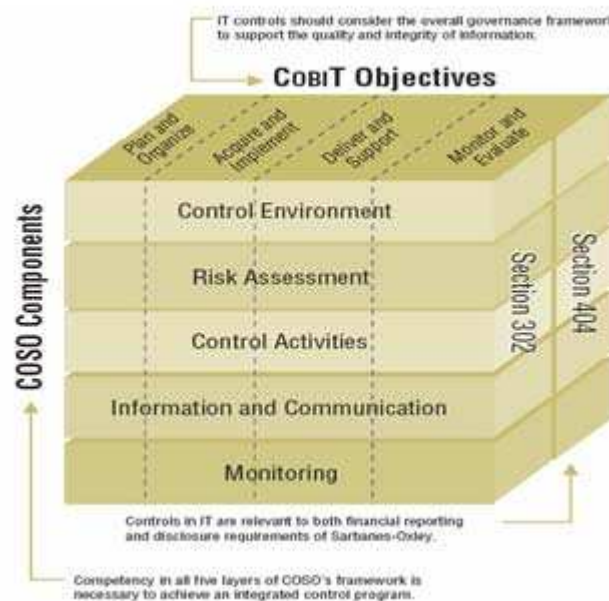 IT controls should consider the overall governance framework
to support the quality and integrity of information.
COBIT Objectives
Plan and
Organize
Acquire and
Implement
Deliver and
Support
Monitor and
Evaluate
COSO Components
Control Environment
Risk Assessment
Control Activities
Information and Communication
Monitoring
Section 302
Section 404
Controls in IT are relevant to both financial reporting
and disclosure requirements of Sarbanes-Oxley.
Competency in all five layers of COSO's framework is
necessary to achieve an integrated control program.